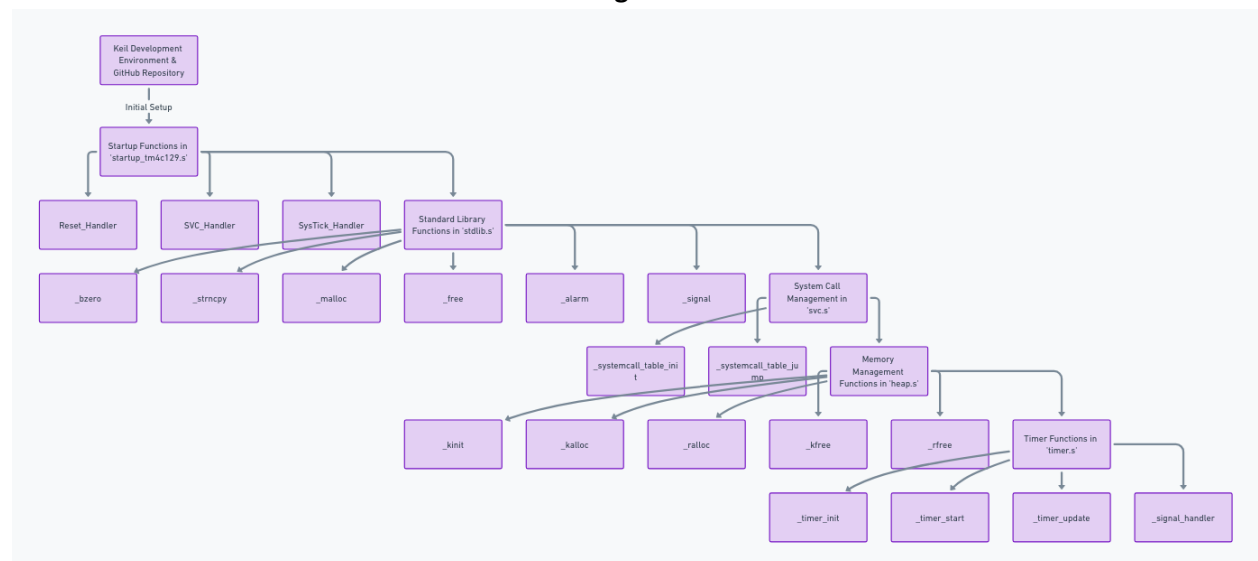 Keil Development
Environment &
GitHub Repository
Initial Setup
Startup Functions in
'startup_tm4c129.s'
Reset_Handler
SVC_Handler
SysTick_Handler
Standard Library
Functions in 'stdlib.s'
_bzero
_strncpy
_malloc
_free
_alarm
_signal
System Call
Management in
'svc.s'
_systemcall_table_ini
t
_systemcall_table_ju
mp
Memory
Management
Functions in 'heap.s'
_kinit
_kalloc
_ralloc
_kfree
_rfree
Timer Functions in
'timer.s'
_timer_init
_timer_start
_timer_update
_signal_handler